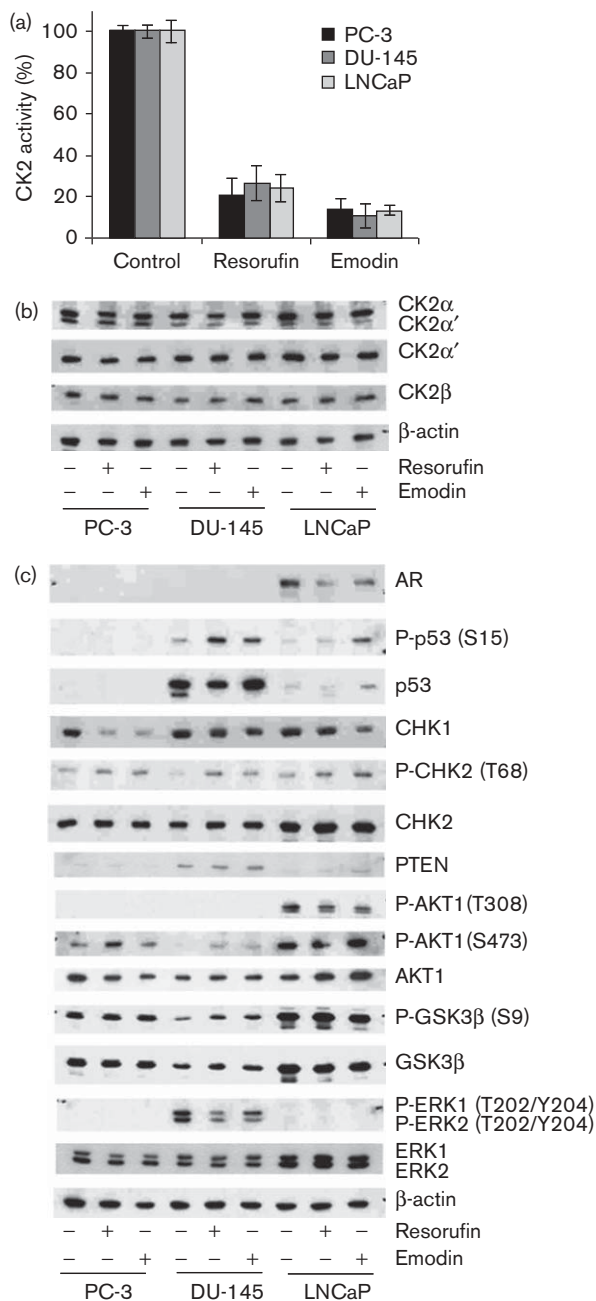 (a)
100
80
60
40
20
0
CK2 activity (%)
PC-3
DU-145
LNCaP
Control Resorufin Emodin
(b)
CK2α
CK2α′
CK2α′
CK2β
β-actin
– + – – + – – + – Resorufin
– – + – – + – – + Emodin
PC-3 DU-145 LNCaP
(c)
AR
P-p53 (S15)
p53
CHK1
P-CHK2 (T68)
CHK2
PTEN
P-AKT1(T308)
P-AKT1(S473)
AKT1
P-GSK3β (S9)
GSK3β
P-ERK1 (T202/Y204)
P-ERK2 (T202/Y204)
ERK1
ERK2
β-actin
– + – – + – – + – Resorufin
– – + – – + – – + Emodin
PC-3 DU-145 LNCaP